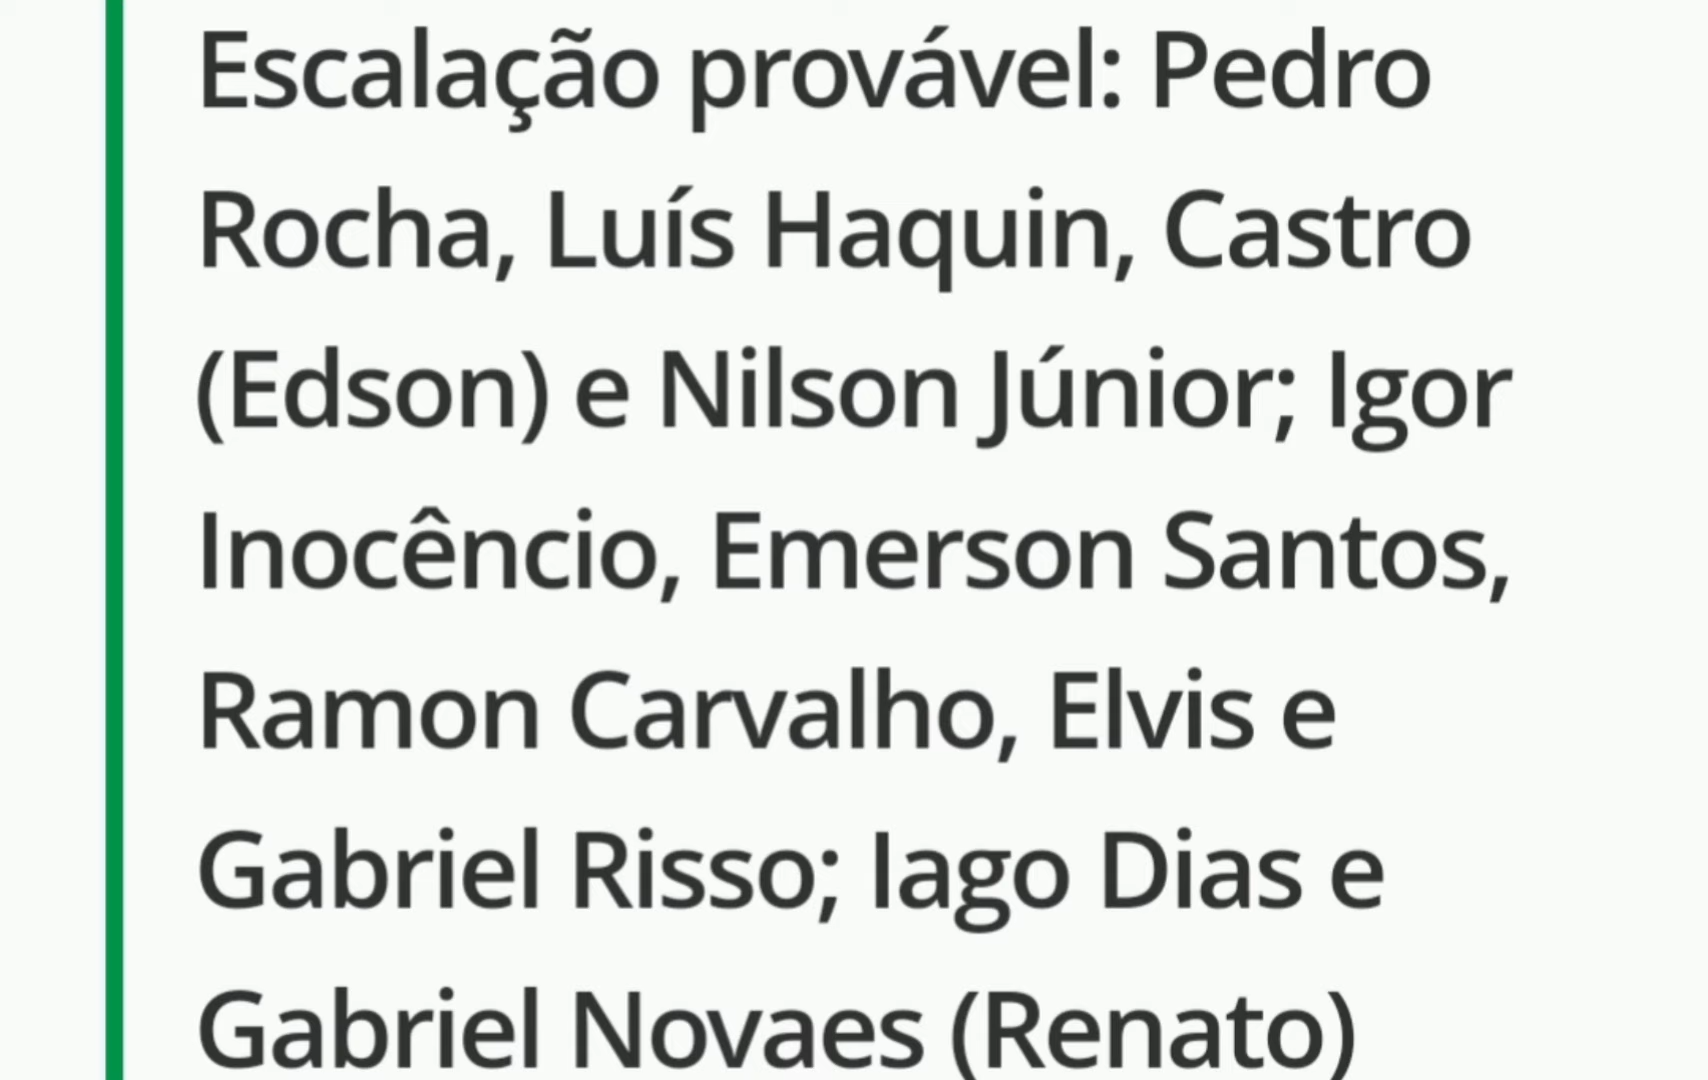 Escalação provável: Pedro
Rocha, Luís Haquin, Castro
(Edson) e Nilson Júnior; Igor
Inocêncio, Emerson Santos,
Ramon Carvalho, Elvis e
Gabriel Risso; Iago Dias e
Gabriel Novaes (Renato)